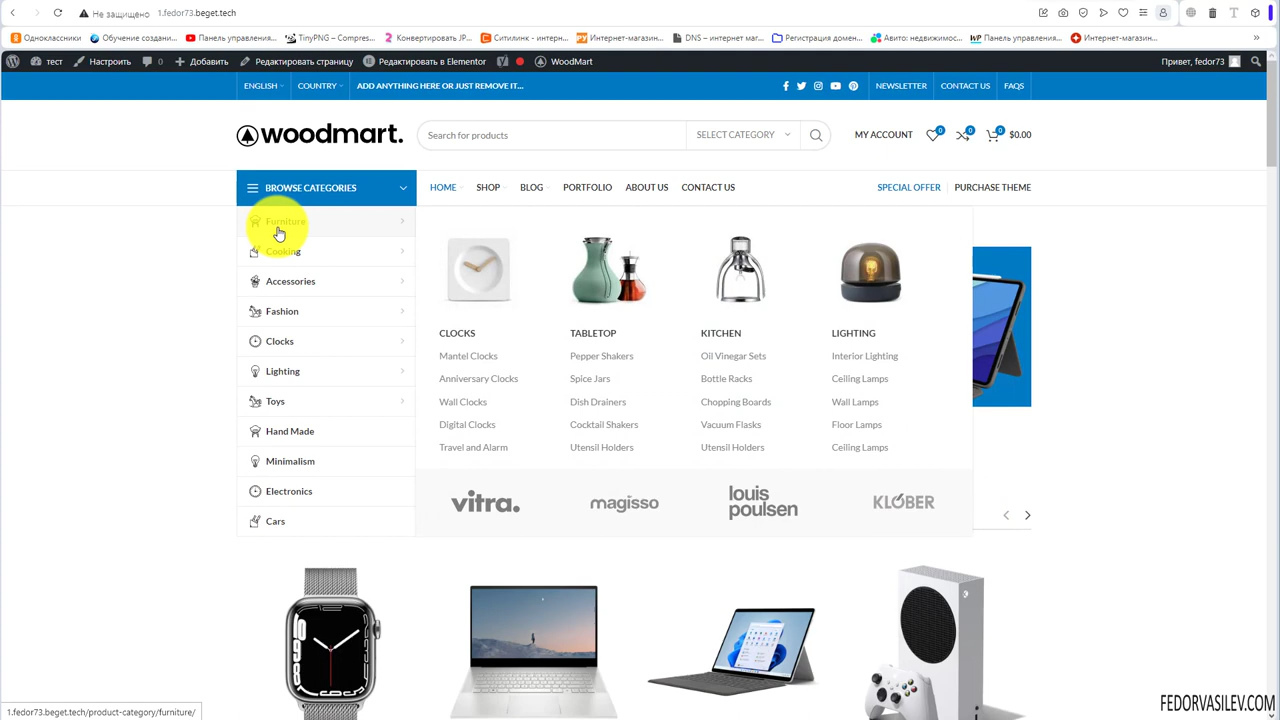 Не защищено 1.fedor73.beget.tech
Одноклассники Обучение создани... Панель управления... TinyPNG – Compres... Конвертировать JP... Ситилинк - интерн... Интернет-магазин... DNS – интернет маг... Регистрация домен... Авито: недвижимос... Панель управления... Интернет-магазин...
тест Настройть 0 Добавить Редактировать страницу Редактировать в Elementor WoodMart Привет, fedor73
ENGLISH COUNTRY ADD ANYTHING HERE OR JUST REMOVE IT... NEWSLETTER CONTACT US FAQS
woodmart. Search for products SELECT CATEGORY MY ACCOUNT 0 0 0 $0.00
BROWSE CATEGORIES HOME SHOP BLOG PORTFOLIO ABOUT US CONTACT US SPECIAL OFFER PURCHASE THEME
Furniture
Cooking
Accessories
Fashion
Clocks
Lighting
Toys
Hand Made
Minimalism
Electronics
Cars
CLOCKS TABLETOP KITCHEN LIGHTING
Mantel Clocks Pepper Shakers Oil Vinegar Sets Interior Lighting
Anniversary Clocks Spice Jars Bottle Racks Ceiling Lamps
Wall Clocks Dish Drainers Chopping Boards Wall Lamps
Digital Clocks Cocktail Shakers Vacuum Flasks Floor Lamps
Travel and Alarm Utensil Holders Utensil Holders Ceiling Lamps
vitra. magisso louis poulsen KLÖBER
1.fedor73.beget.tech/product-category/furniture/
FEDORVASILEV.COM